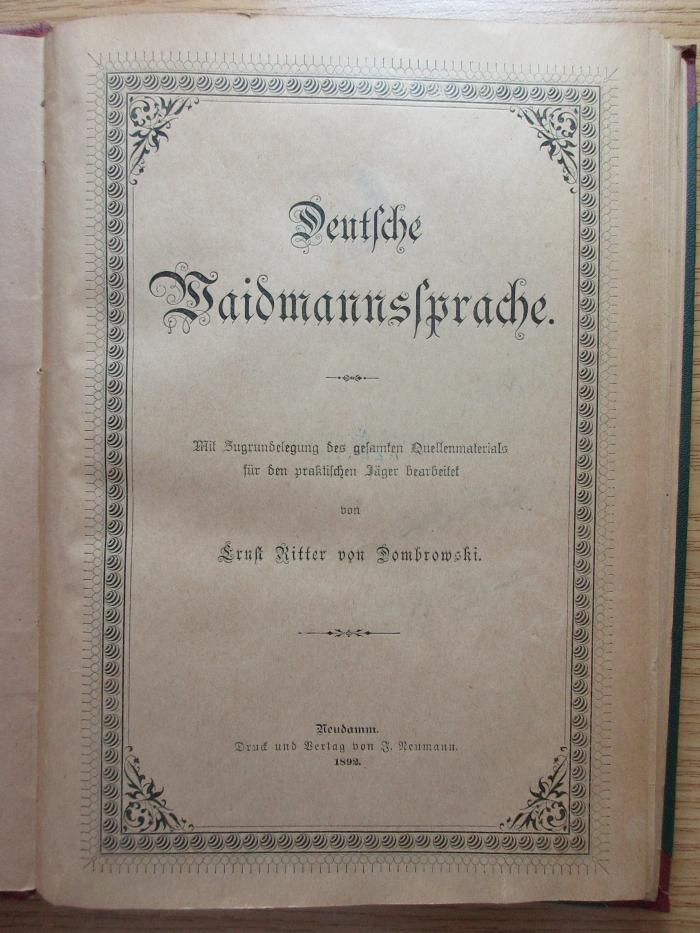 Deutsche
Waidmannssprache.
Mit Zugrundelegung des gesamten Quellenmaterials
für den praktischen Jäger bearbeitet
von
Ernst Ritter von Dombrowski.
Neudamm.
Druck und Verlag von J. Neumann.
1892.